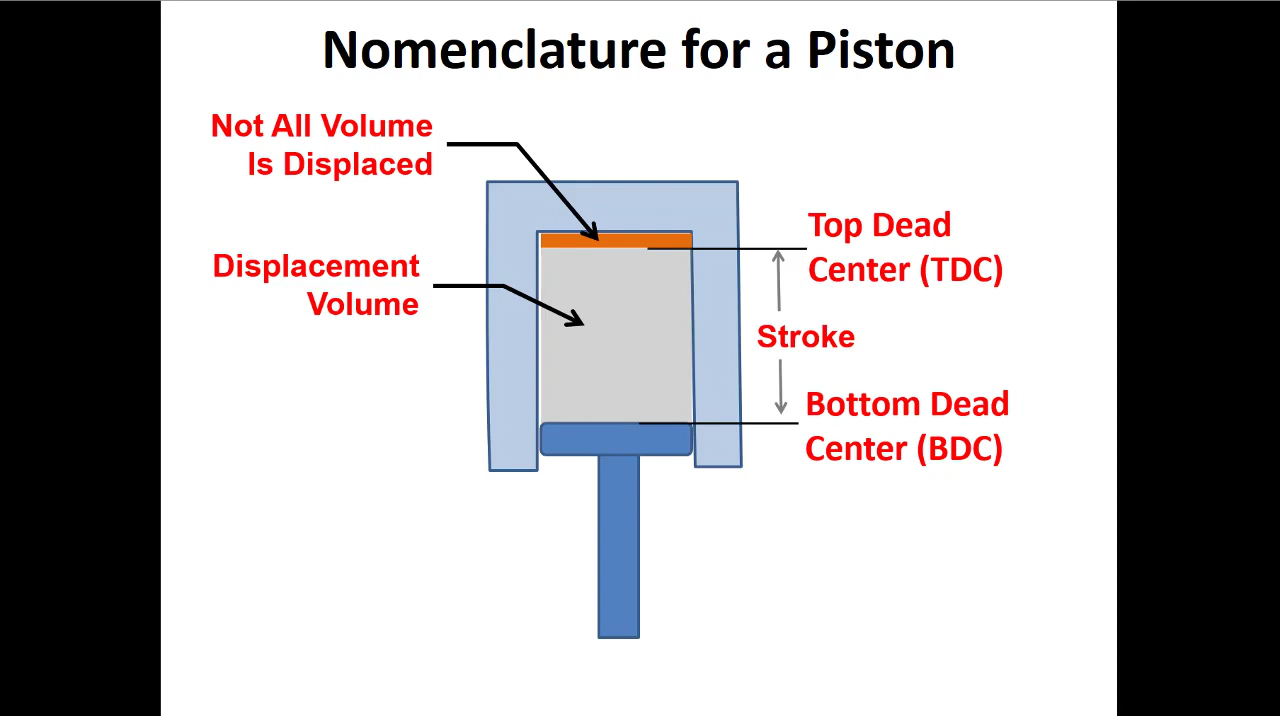 Nomenclature for a Piston
Not All Volume
Is Displaced
Displacement
Volume
Top Dead
Center (TDC)
Stroke
Bottom Dead
Center (BDC)